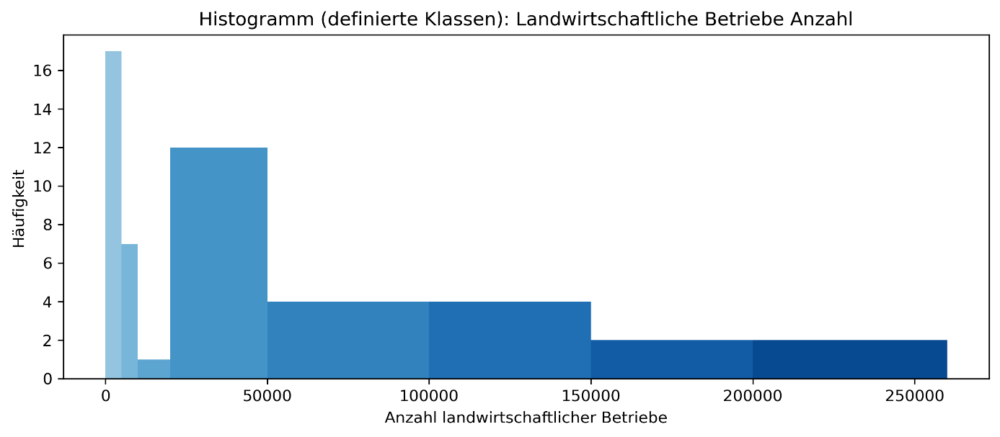 Histogramm (definierte Klassen): Landwirtschaftliche Betriebe Anzahl
Häufigkeit
16
14
12
10
8
6
4
2
0
0 50000 100000 150000 200000 250000
Anzahl landwirtschaftlicher Betriebe